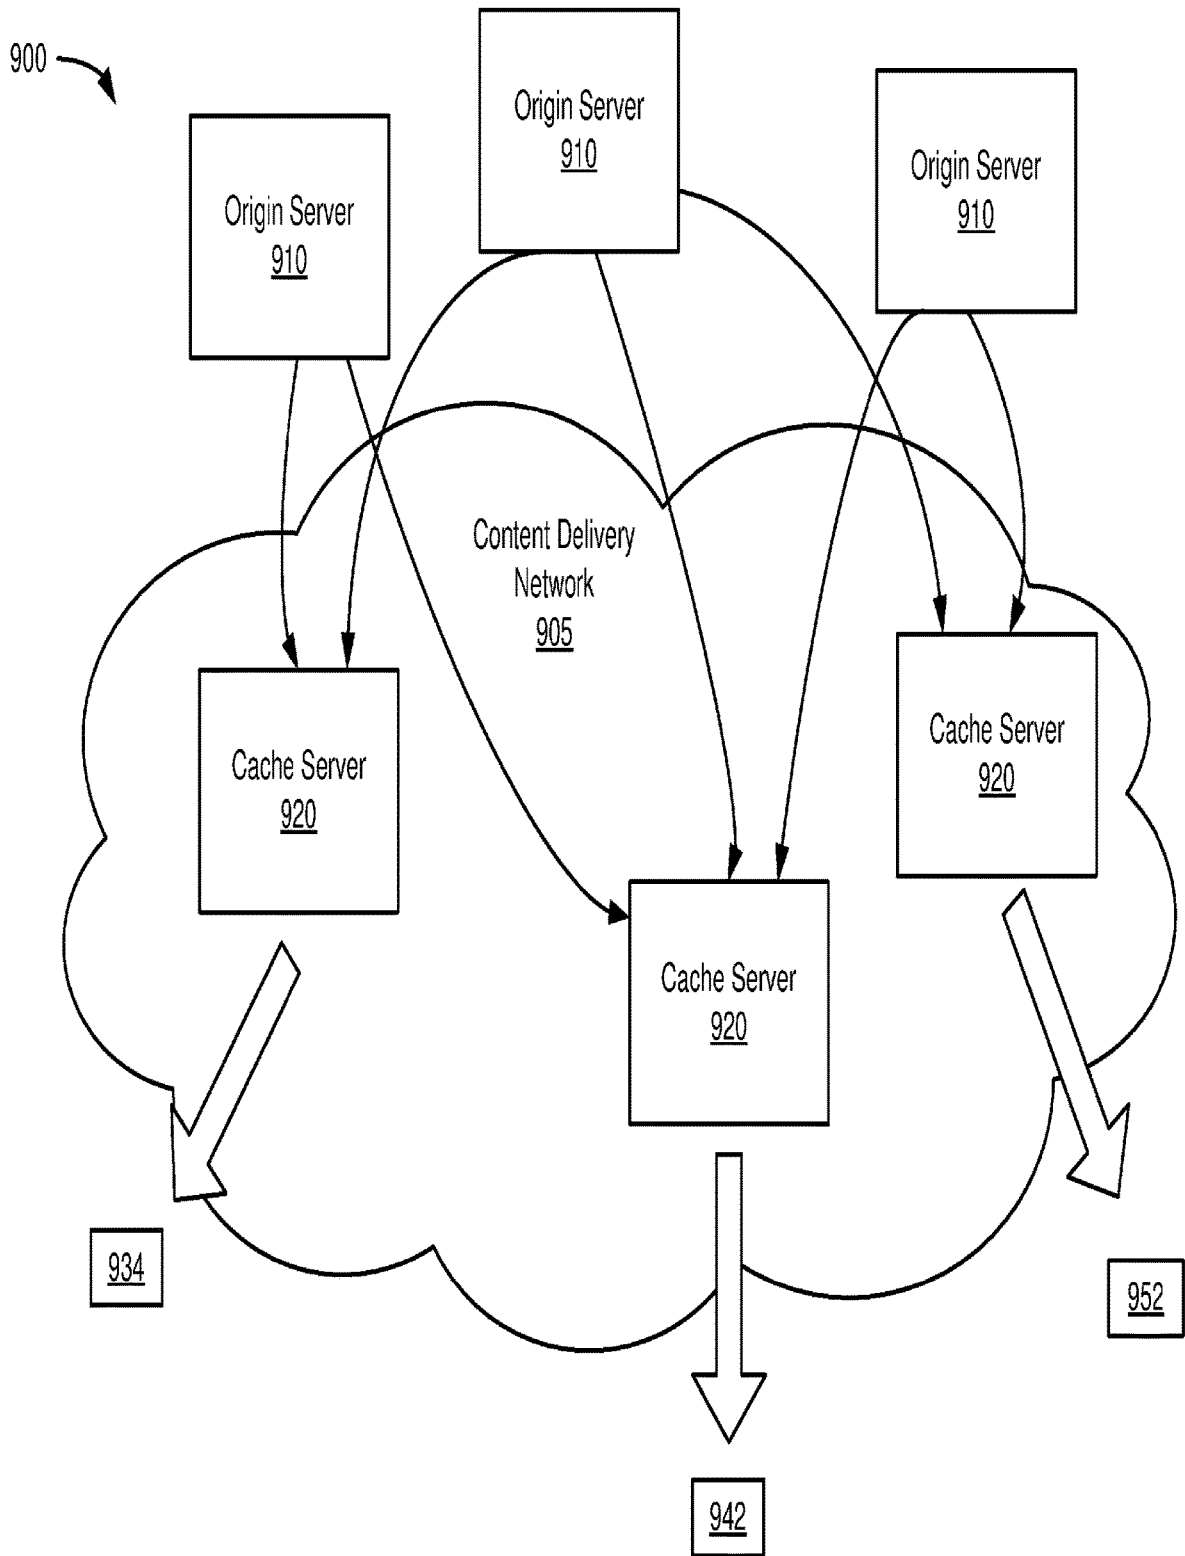 900
Origin Server
910
Origin Server
910
Origin Server
910
Content Delivery
Network
905
Cache Server
920
Cache Server
920
Cache Server
920
934
952
942